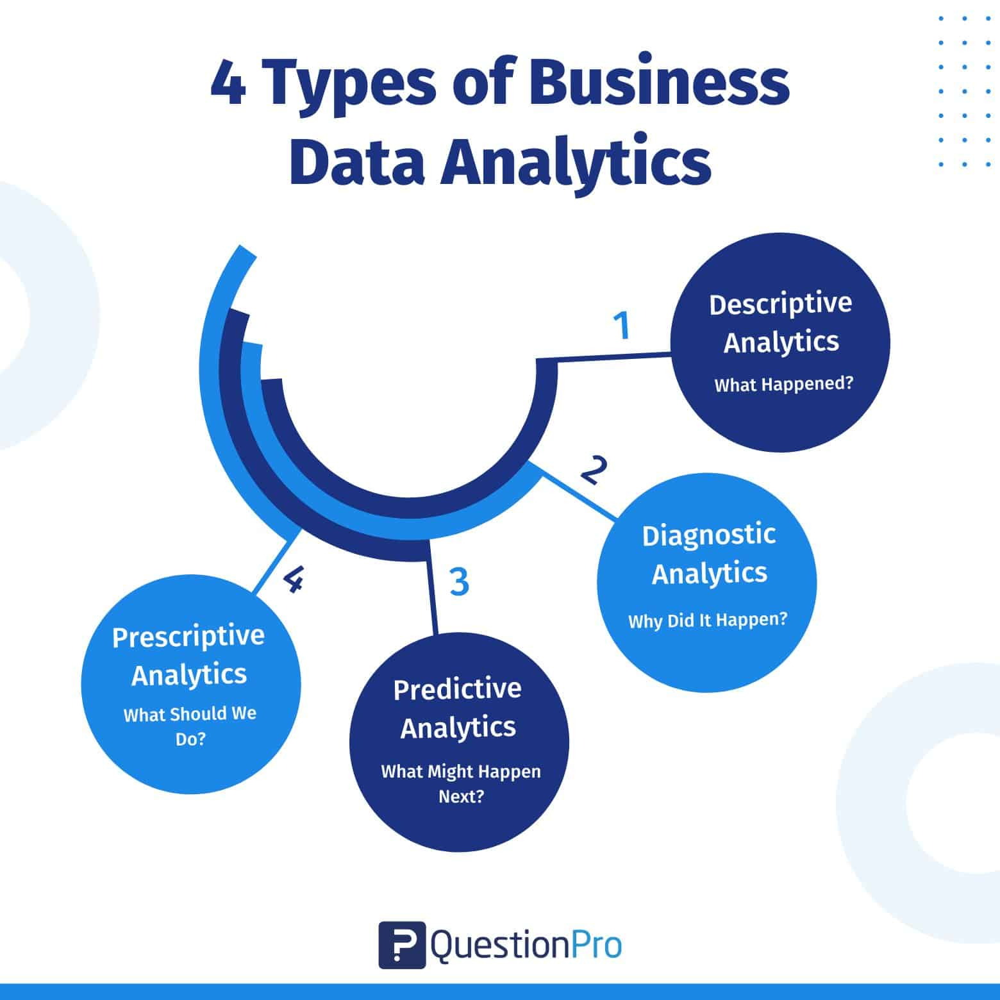 4 Types of Business
Data Analytics
1
Descriptive
Analytics
What Happened?
2
Diagnostic
Analytics
Why Did It Happen?
3
Predictive
Analytics
What Might Happen
Next?
4
Prescriptive
Analytics
What Should We
Do?
QuestionPro